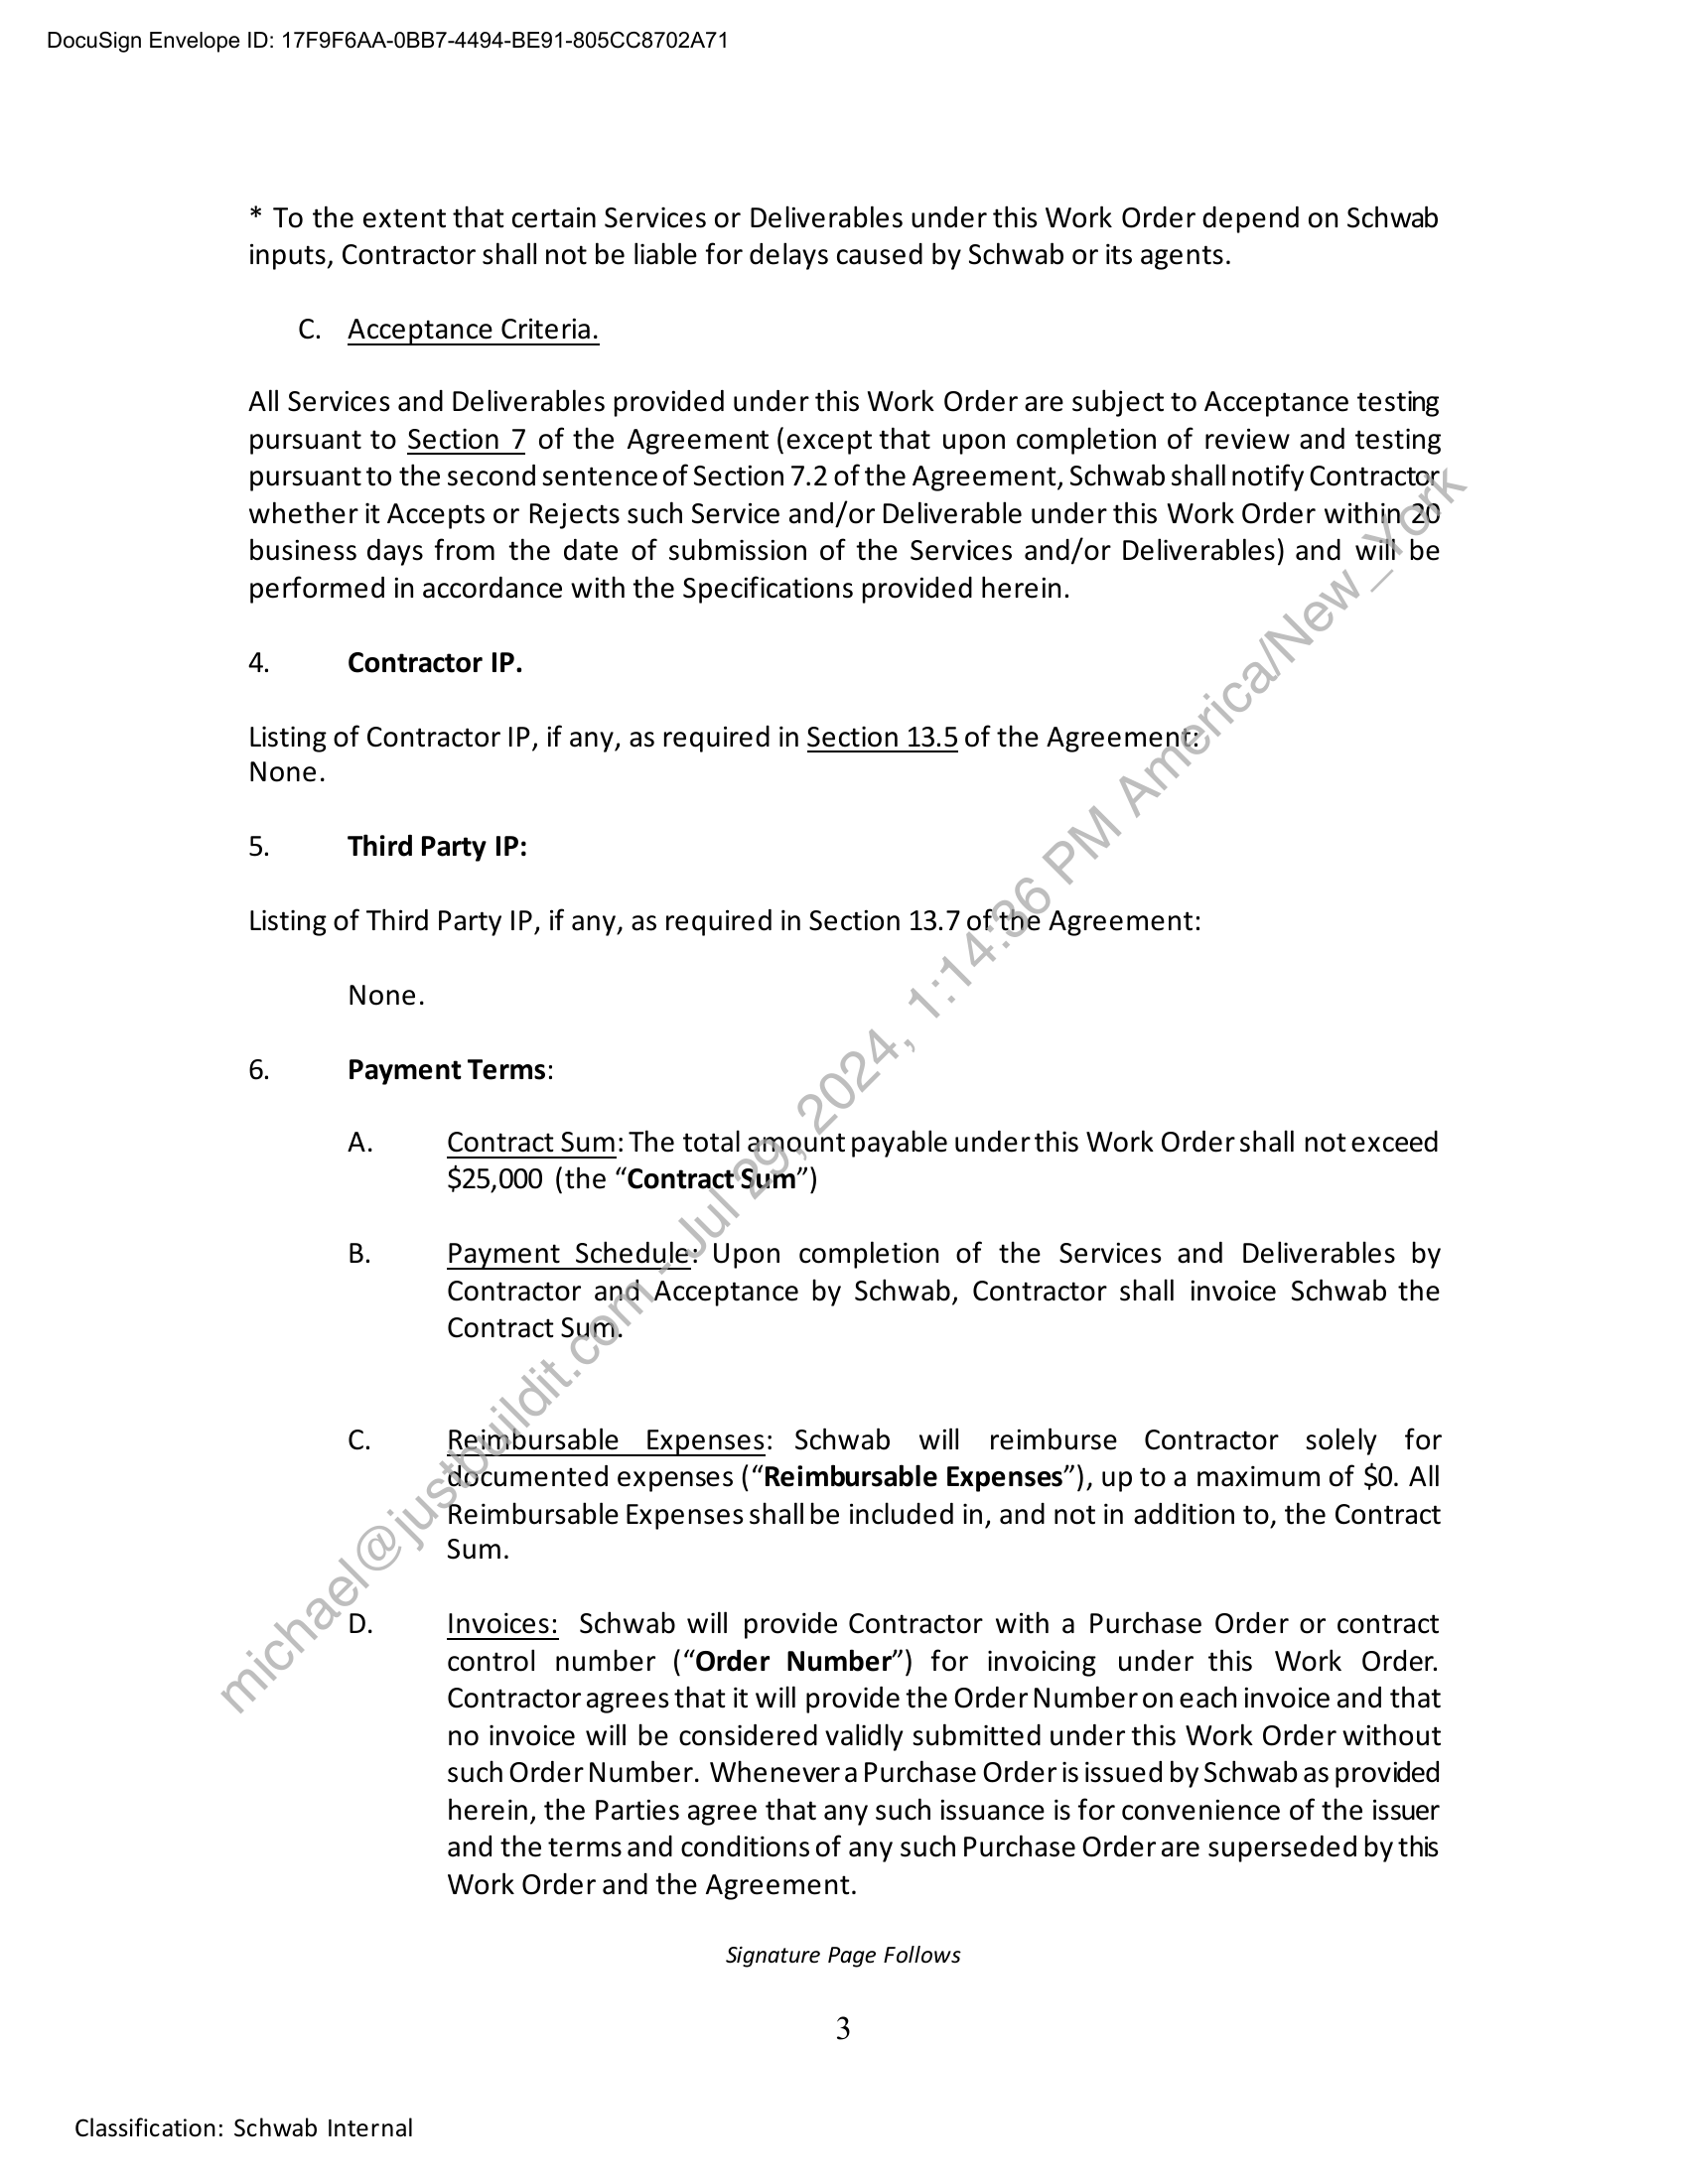 DocuSign Envelope ID: 17F9F6AA-0BB7-4494-BE91-805CC8702A71
* To the extent that certain Services or Deliverables under this Work Order depend on Schwab
inputs, Contractor shall not be liable for delays caused by Schwab or its agents.
C. Acceptance Criteria.
All Services and Deliverables provided under this Work Order are subject to Acceptance testing
pursuant to Section 7 of the Agreement (except that upon completion of review and testing
pursuant to the second sentence of Section 7.2 of the Agreement, Schwab shall notify Contractor
whether it Accepts or Rejects such Service and/or Deliverable under this Work Order within 20
business days from the date of submission of the Services and/or Deliverables) and will be
performed in accordance with the Specifications provided herein.
4. Contractor IP.
Listing of Contractor IP, if any, as required in Section 13.5 of the Agreement:
None.
5. Third Party IP:
Listing of Third Party IP, if any, as required in Section 13.7 of the Agreement:
None.
6. Payment Terms:
A. Contract Sum: The total amount payable under this Work Order shall not exceed
$25,000 (the “Contract Sum”)
B. Payment Schedule: Upon completion of the Services and Deliverables by
Contractor and Acceptance by Schwab, Contractor shall invoice Schwab the
Contract Sum.
C. Reimbursable Expenses: Schwab will reimburse Contractor solely for
documented expenses (“Reimbursable Expenses”), up to a maximum of $0. All
Reimbursable Expenses shall be included in, and not in addition to, the Contract
Sum.
D. Invoices: Schwab will provide Contractor with a Purchase Order or contract
control number (“Order Number”) for invoicing under this Work Order.
Contractor agrees that it will provide the Order Number on each invoice and that
no invoice will be considered validly submitted under this Work Order without
such Order Number. Whenever a Purchase Order is issued by Schwab as provided
herein, the Parties agree that any such issuance is for convenience of the issuer
and the terms and conditions of any such Purchase Order are superseded by this
Work Order and the Agreement.
Signature Page Follows
3
Classification: Schwab Internal
michael@justbuildit.com - Jul 29, 2024, 1:14:36 PM America/New_York